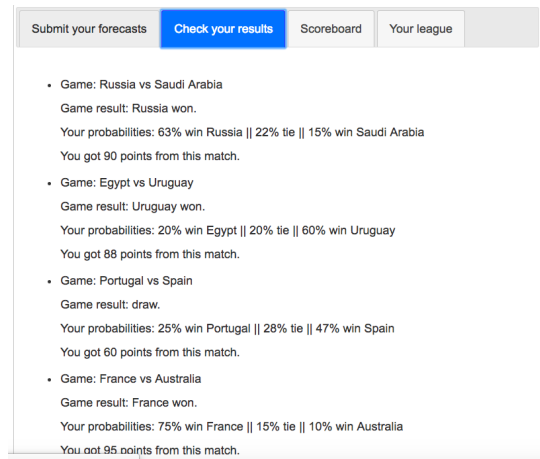 Submit your forecasts Check your results Scoreboard Your league
• Game: Russia vs Saudi Arabia
Game result: Russia won.
Your probabilities: 63% win Russia || 22% tie || 15% win Saudi Arabia
You got 90 points from this match.
• Game: Egypt vs Uruguay
Game result: Uruguay won.
Your probabilities: 20% win Egypt || 20% tie || 60% win Uruguay
You got 88 points from this match.
• Game: Portugal vs Spain
Game result: draw.
Your probabilities: 25% win Portugal || 28% tie || 47% win Spain
You got 60 points from this match.
• Game: France vs Australia
Game result: France won.
Your probabilities: 75% win France || 15% tie || 10% win Australia
You got 95 points from this match.